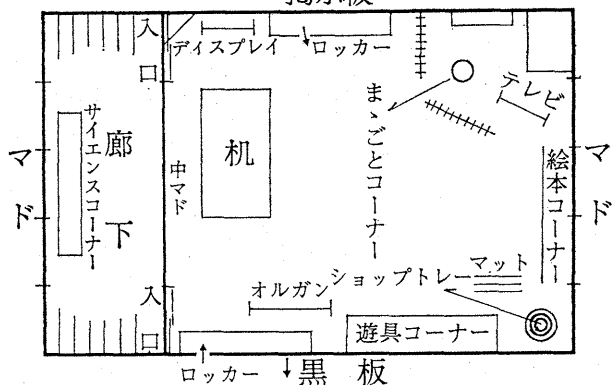 入口
ディスプレイ
ロッカー
テレビ
まゝごとコーナー
マド
サイエンスコーナー
廊下
中マド
机
絵本コーナー
マド
ショップトレー
マット
オルガン
入口
遊具コーナー
ロッカー
黒板